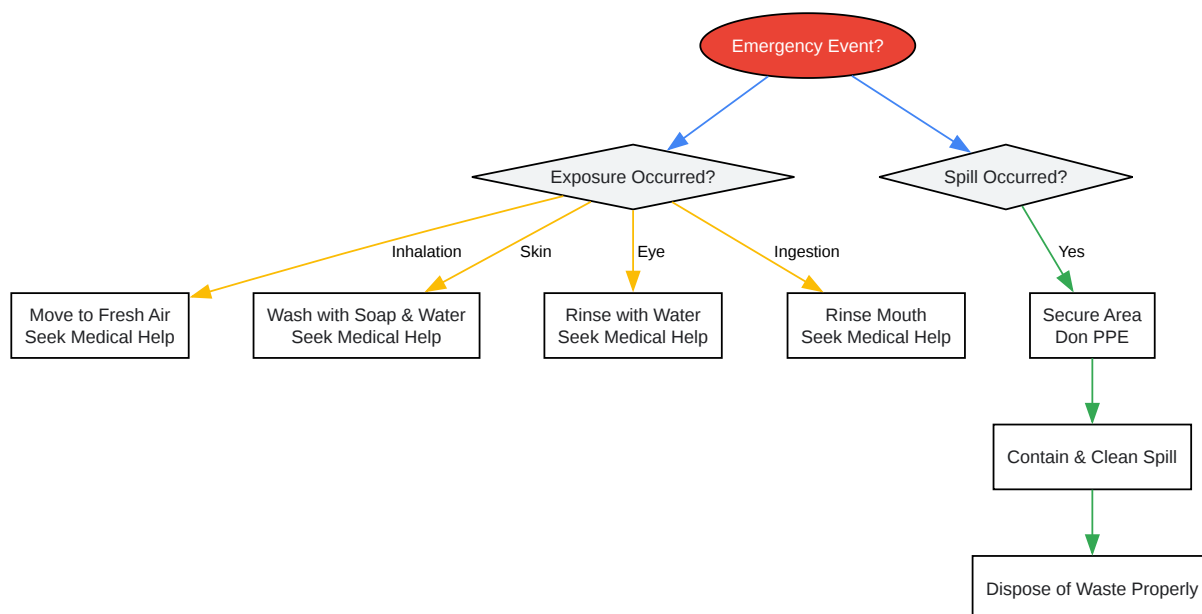 Emergency Event?
Exposure Occurred?
Spill Occurred?
Inhalation
Skin
Eye
Ingestion
Yes
Move to Fresh Air
Seek Medical Help
Wash with Soap & Water
Seek Medical Help
Rinse with Water
Seek Medical Help
Rinse Mouth
Seek Medical Help
Secure Area
Don PPE
Contain & Clean Spill
Dispose of Waste Properly